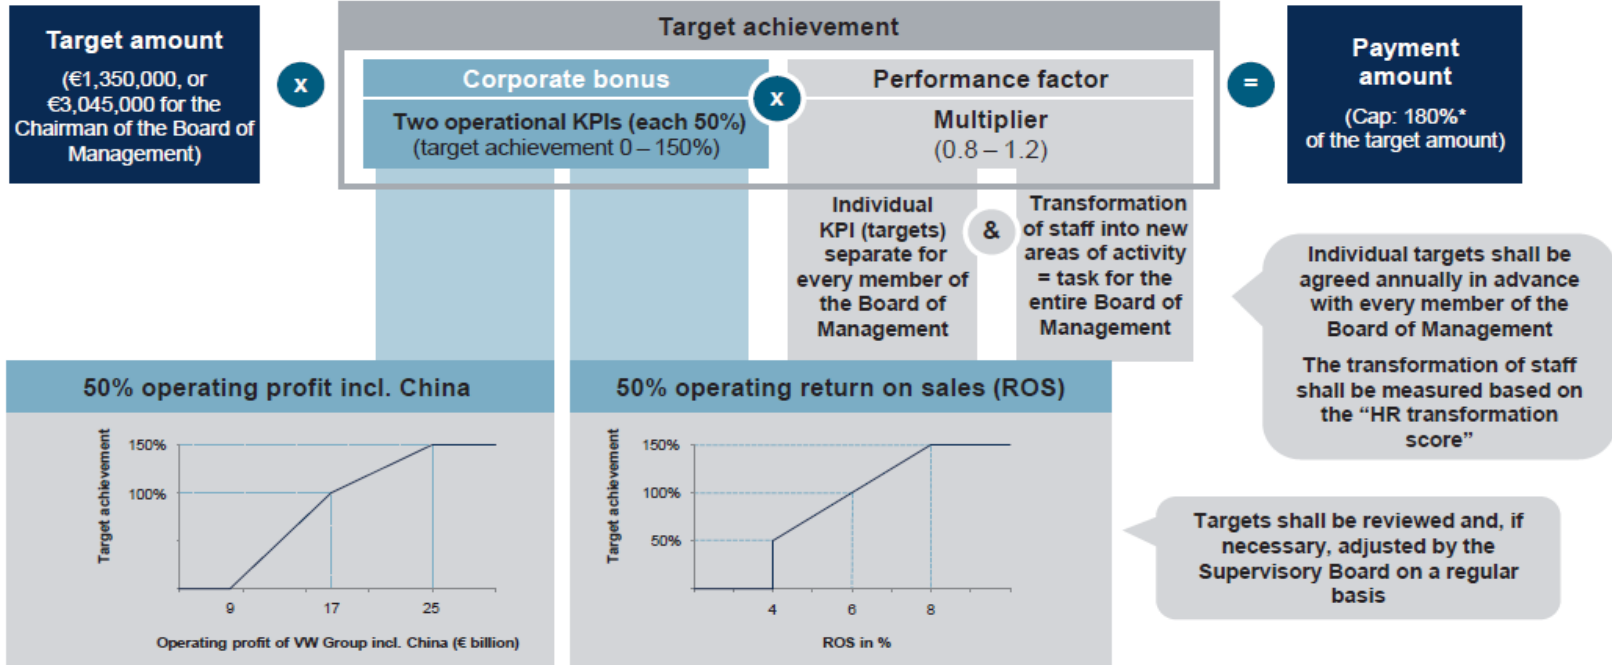 Target amount
(€1,350,000, or
€3,045,000 for the
Chairman of the Board of
Management)
x
Target achievement
Corporate bonus
Two operational KPIs (each 50%)
(target achievement 0 – 150%)
x
Performance factor
Multiplier
(0.8 – 1.2)
=
Payment
amount
(Cap: 180%*
of the target amount)
Individual
KPI (targets)
separate for
every member of
the Board of
Management
&
Transformation
of staff into new
areas of activity
= task for the
entire Board of
Management
Individual targets shall be
agreed annually in advance
with every member of the
Board of Management
The transformation of staff
shall be measured based on
the “HR transformation
score”
50% operating profit incl. China
Target achievement
150%
100%
9 17 25
Operating profit of VW Group incl. China (€ billion)
50% operating return on sales (ROS)
Target achievement
150%
100%
50%
4 6 8
ROS in %
Targets shall be reviewed and, if
necessary, adjusted by the
Supervisory Board on a regular
basis